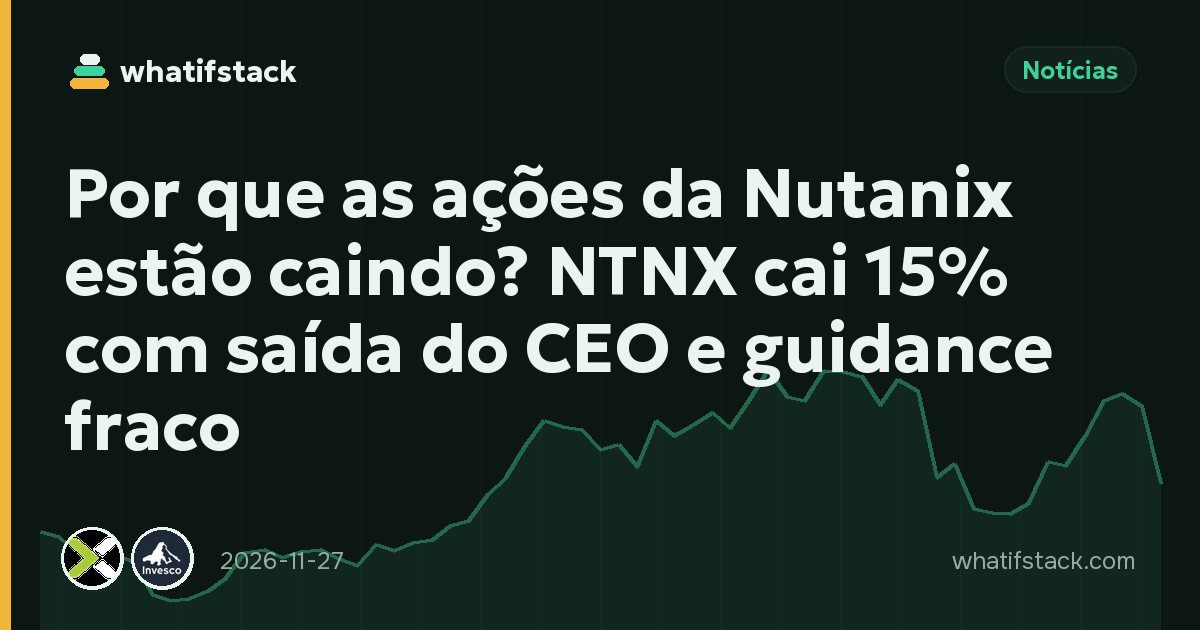 whatifstack
Notícias
Por que as ações da Nutanix
estão caindo? NTNX cai 15%
com saída do CEO e guidance
fraco
Invesco
2026-11-27
whatifstack.com